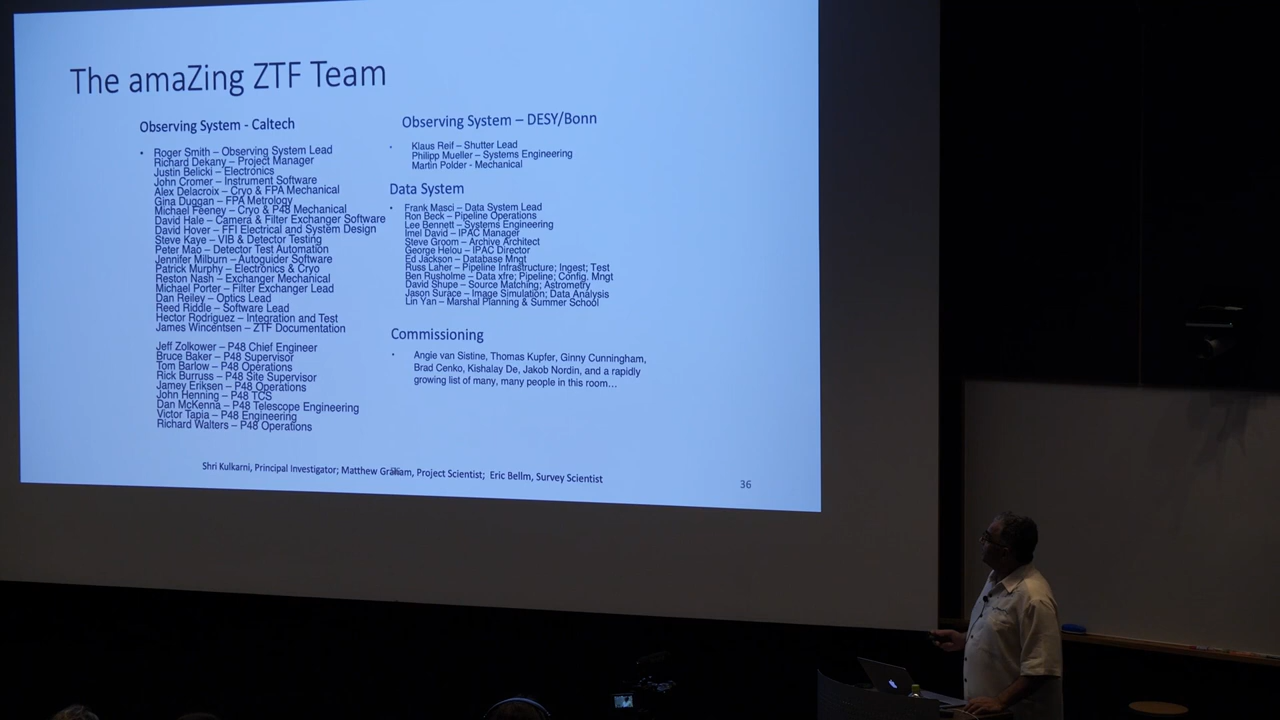 The amaZing ZTF Team
Observing System - Caltech
• Roger Smith – Observing System Lead
Richard Dekany – Project Manager
Justin Belicki – Electronics
John Cromer – Instrument Software
Alex Delacroix – Cryo & FPA Mechanical
Gina Duggan – FPA Metrology
Michael Feeney – Cryo & P48 Mechanical
David Hale – Camera & Filter Exchanger Software
David Hover – FFI Electrical and System Design
Steve Kaye – VIB & Detector Testing
Peter Mao – Detector Test Automation
Jennifer Milburn – Autoguider Software
Patrick Murphy – Electronics & Cryo
Reston Nash – Exchanger Mechanical
Michael Porter – Filter Exchanger Lead
Dan Reiley – Optics Lead
Reed Riddle – Software Lead
Hector Rodriguez – Integration and Test
James Wincentsen – ZTF Documentation
Jeff Zolkower – P48 Chief Engineer
Bruce Baker – P48 Supervisor
Tom Barlow – P48 Operations
Rick Burruss – P48 Site Supervisor
Jamey Eriksen – P48 Operations
John Henning – P48 TCS
Dan McKenna – P48 Telescope Engineering
Victor Tapia – P48 Engineering
Richard Walters – P48 Operations
Observing System – DESY/Bonn
• Klaus Reif – Shutter Lead
Philipp Mueller – Systems Engineering
Martin Polder - Mechanical
Data System
• Frank Masci – Data System Lead
Ron Beck – Pipeline Operations
Lee Bennett – Systems Engineering
Imel David – IPAC Manager
Steve Groom – Archive Architect
George Helou – IPAC Director
Ed Jackson – Database Mngt
Russ Laher – Pipeline Infrastructure; Ingest; Test
Ben Rusholme – Data xfre; Pipeline; Config. Mngt
David Shupe – Source Matching; Astrometry
Jason Surace – Image Simulation; Data Analysis
Lin Yan – Marshal Planning & Summer School
Commissioning
• Angie van Sistine, Thomas Kupfer, Ginny Cunningham,
Brad Cenko, Kishalay De, Jakob Nordin, and a rapidly
growing list of many, many people in this room…
Shri Kulkarni, Principal Investigator; Matthew Graham, Project Scientist; Eric Bellm, Survey Scientist
36